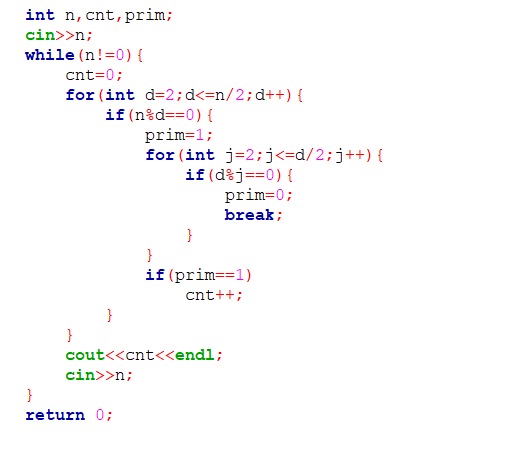 int n,cnt,prim;
cin>>n;
while(n!=0){
    cnt=0;
    for(int d=2;d<=n/2;d++){
        if(n%d==0){
            prim=1;
            for(int j=2;j<=d/2;j++){
                if(d%j==0){
                    prim=0;
                    break;
                }
            }
            if(prim==1)
                cnt++;
        }
    }
    cout<<cnt<<endl;
    cin>>n;
}
return 0;